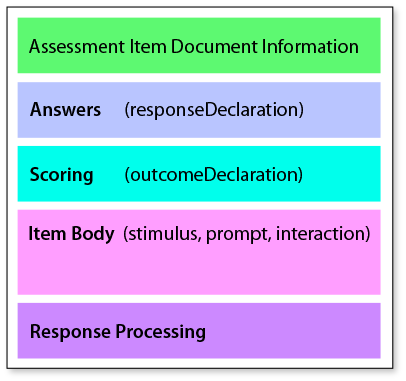 Assessment Item Document Information
Answers (responseDeclaration)
Scoring (outcomeDeclaration)
Item Body (stimulus, prompt, interaction)
Response Processing